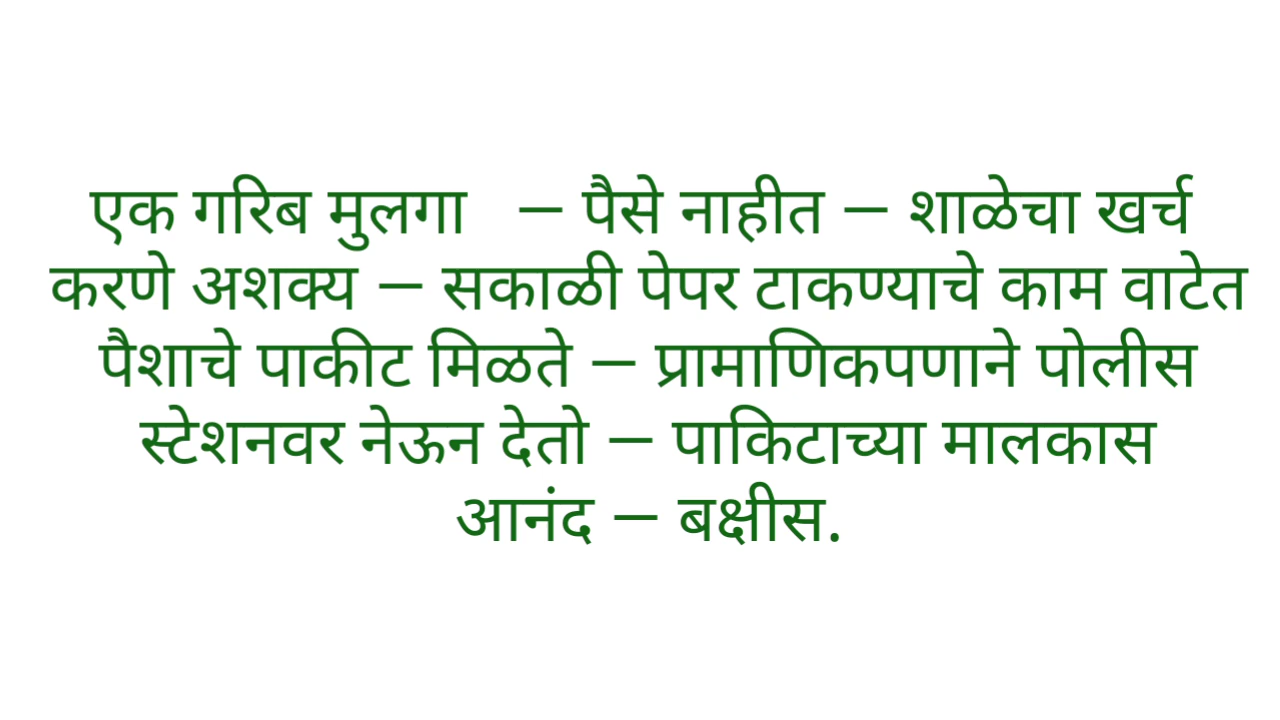 एक गरिब मुलगा – पैसे नाहीत – शाळेचा खर्च
करणे अशक्य – सकाळी पेपर टाकण्याचे काम वाटेत
पैशाचे पाकीट मिळते – प्रामाणिकपणाने पोलीस
स्टेशनवर नेऊन देतो – पाकिटाच्या मालकास
आनंद – बक्षीस.